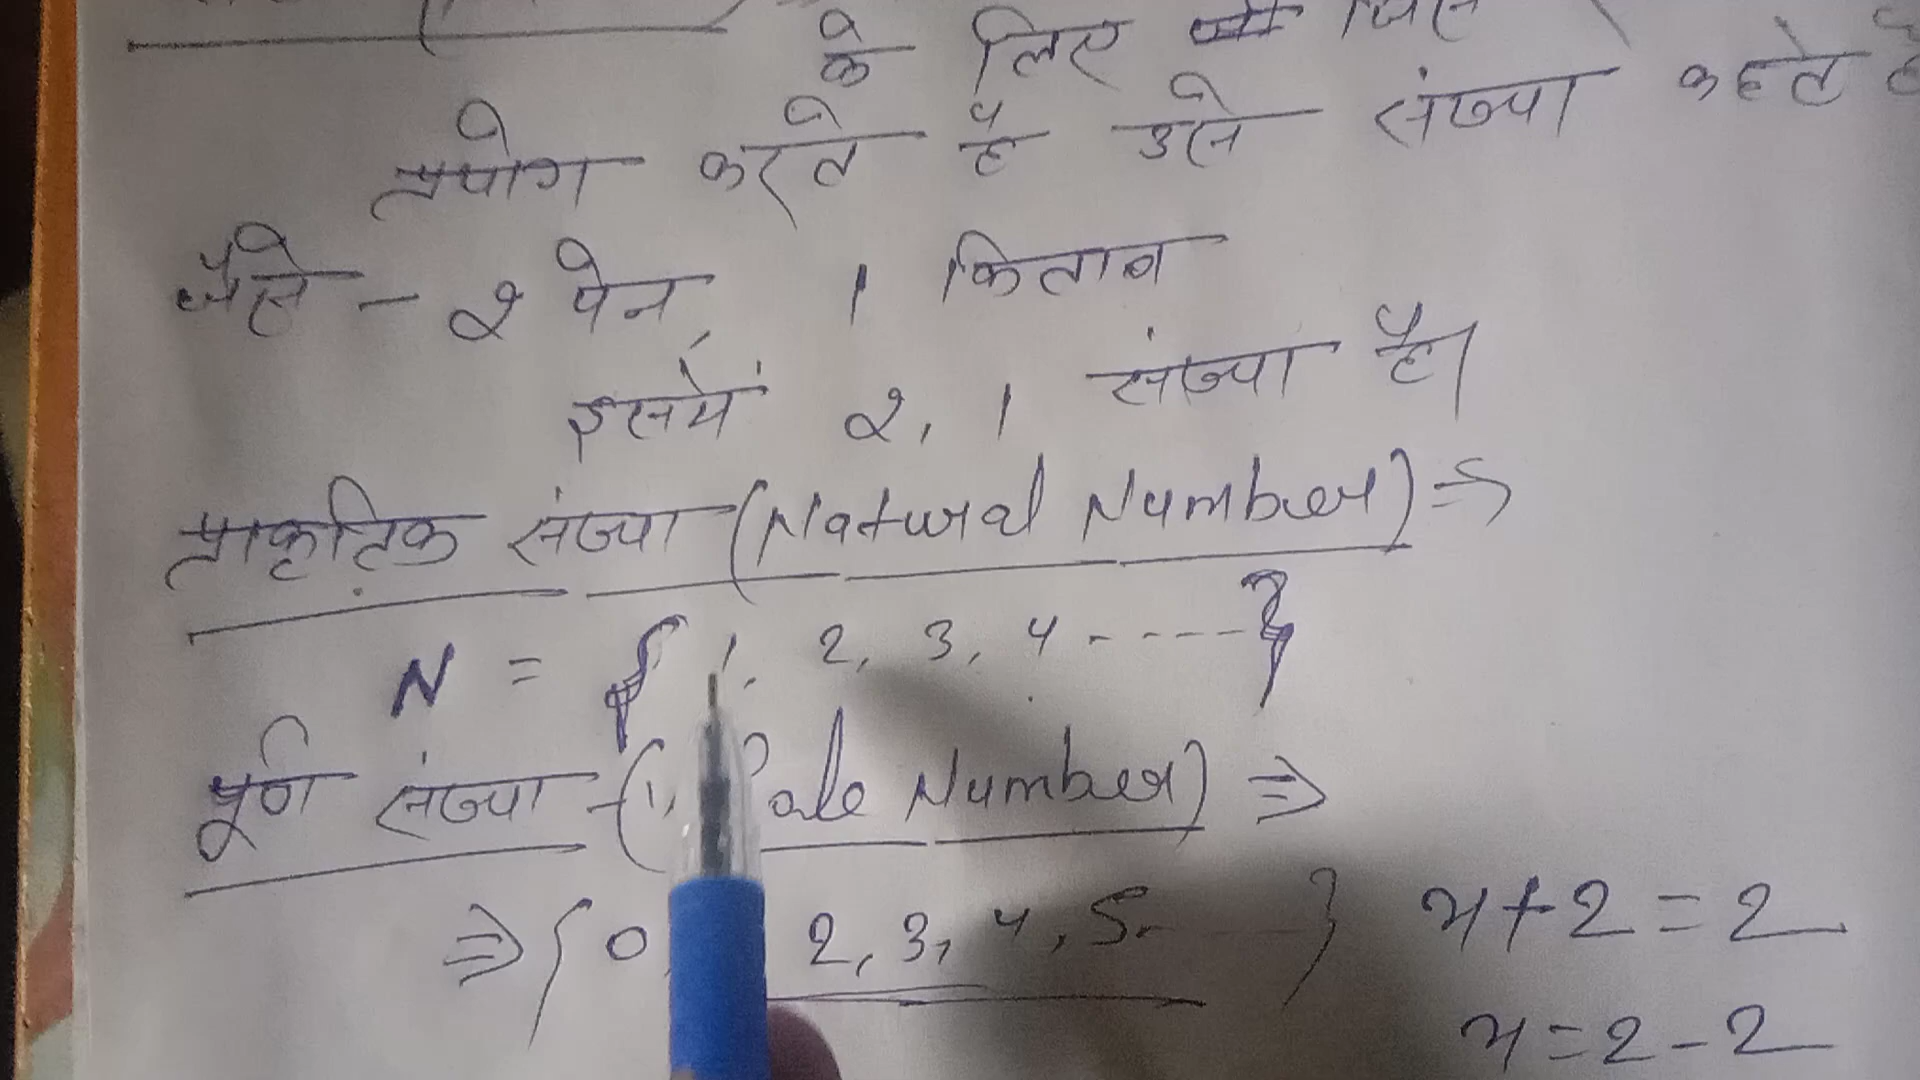 के लिए
प्रयोग करते है उसे संख्या कहते है
जैसे - 2 पेन, 1 किताब
इसमें 2, 1 संख्या है।
प्राकृतिक संख्या (Natural Number) ⇒
N = { 1, 2, 3, 4 - - - - }
पूर्ण संख्या - ( Number) ⇒
⇒ { 0, 2, 3, 4, 5. }
x + 2 = 2
x = 2 - 2